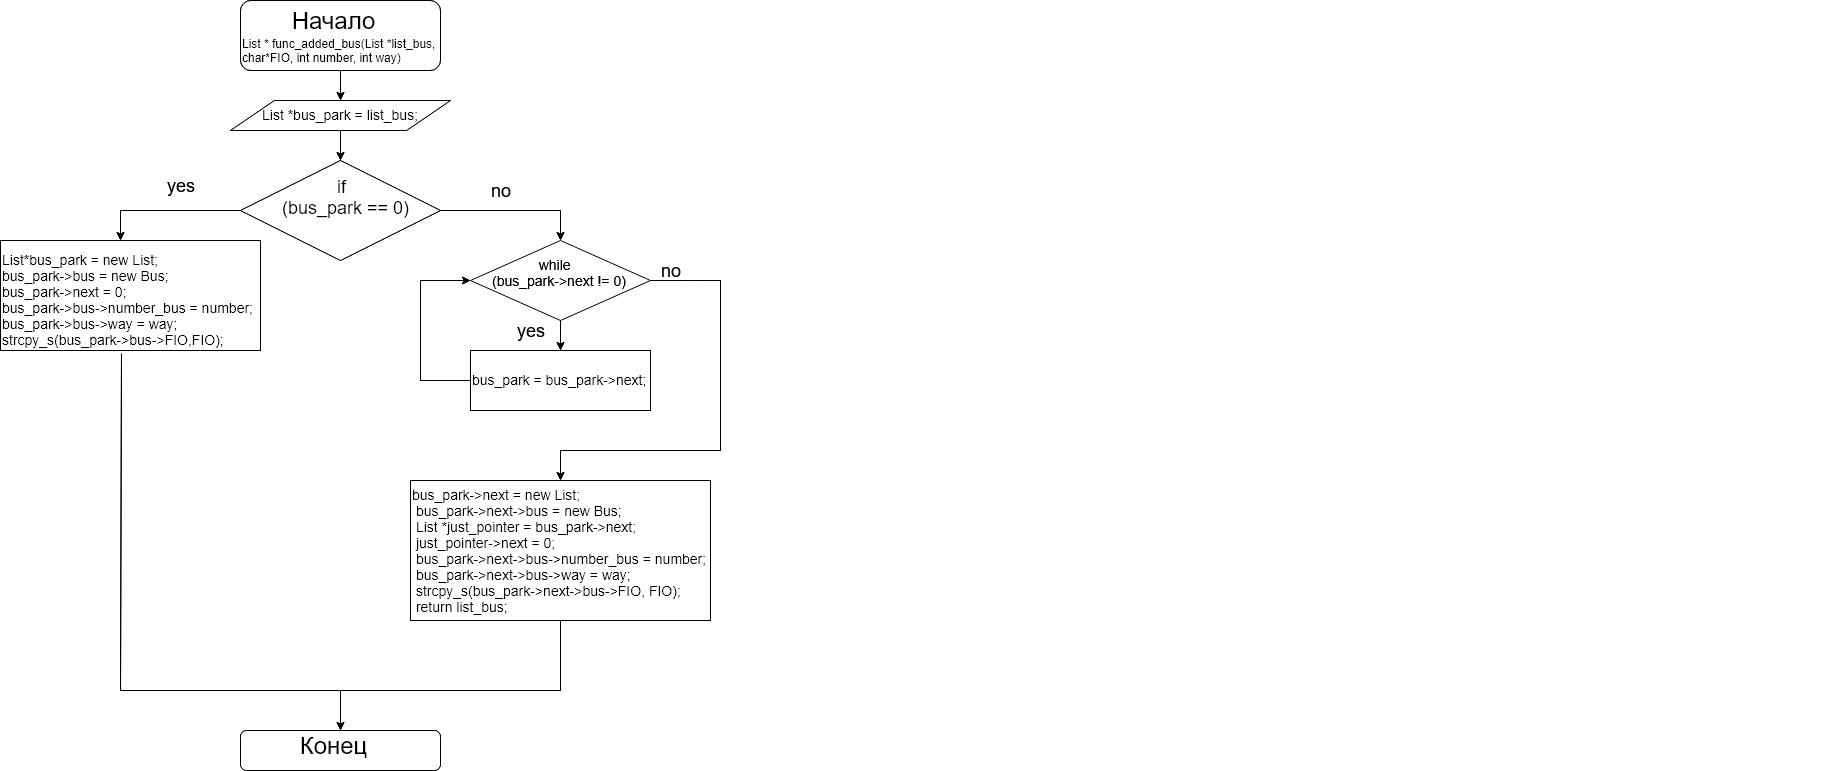 Начало
List * func_added_bus(List *list_bus,
char*FIO, int number, int way)
List *bus_park = list_bus;
if
(bus_park == 0)
yes
no
List*bus_park = new List;
bus_park->bus = new Bus;
bus_park->next = 0;
bus_park->bus->number_bus = number;
bus_park->bus->way = way;
strcpy_s(bus_park->bus->FIO,FIO);
while
(bus_park->next != 0)
no
yes
bus_park = bus_park->next;
bus_park->next = new List;
bus_park->next->bus = new Bus;
List *just_pointer = bus_park->next;
just_pointer->next = 0;
bus_park->next->bus->number_bus = number;
bus_park->next->bus->way = way;
strcpy_s(bus_park->next->bus->FIO, FIO);
return list_bus;
Конец